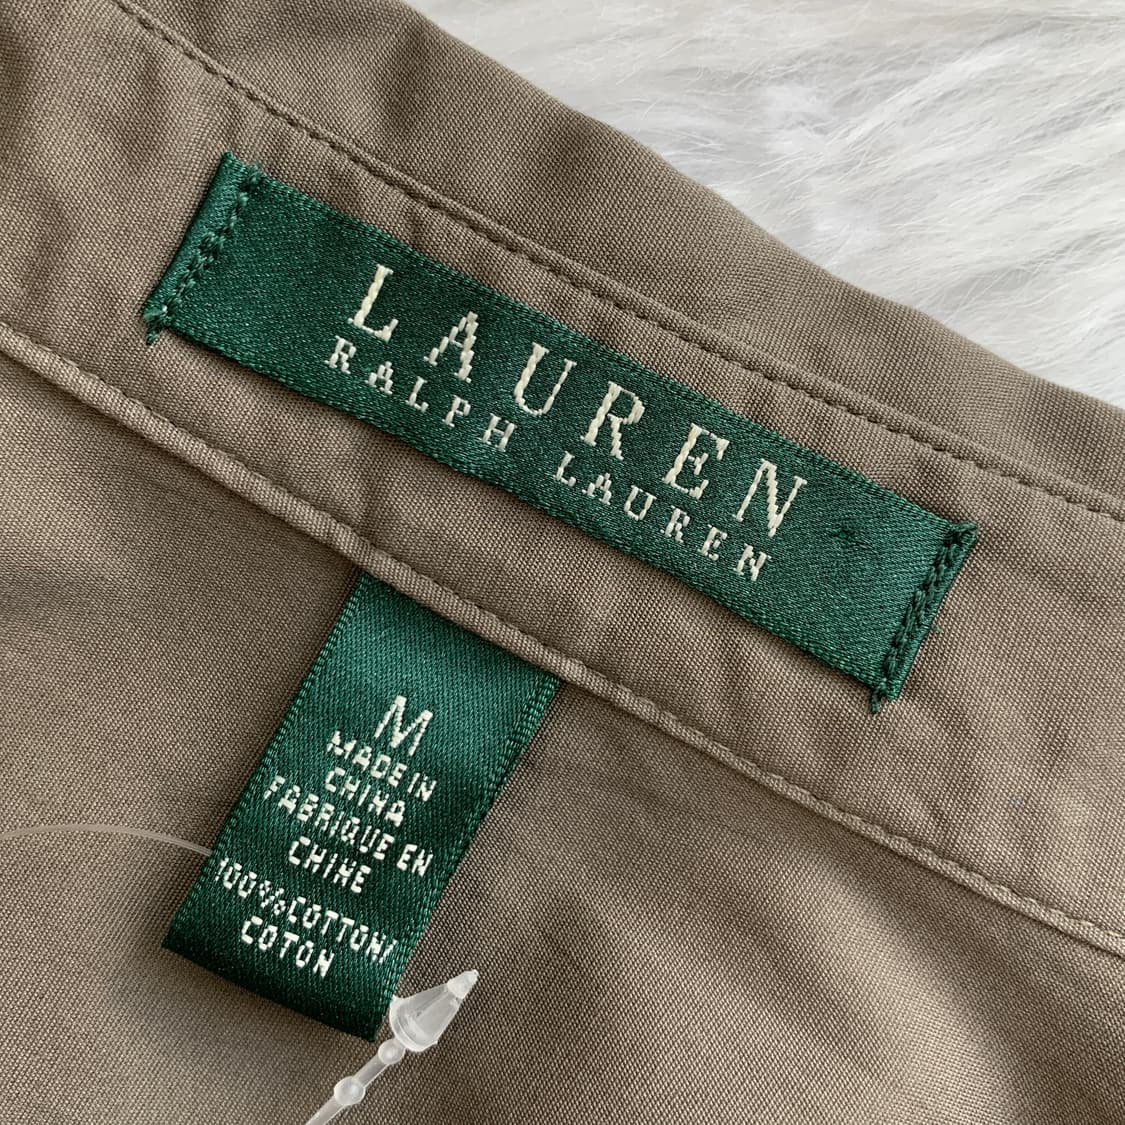 LAUREN
RALPH LAUREN
M
MADE IN
CHINA
FABRIQUE EN
CHINE
100%COTTON/
COTON